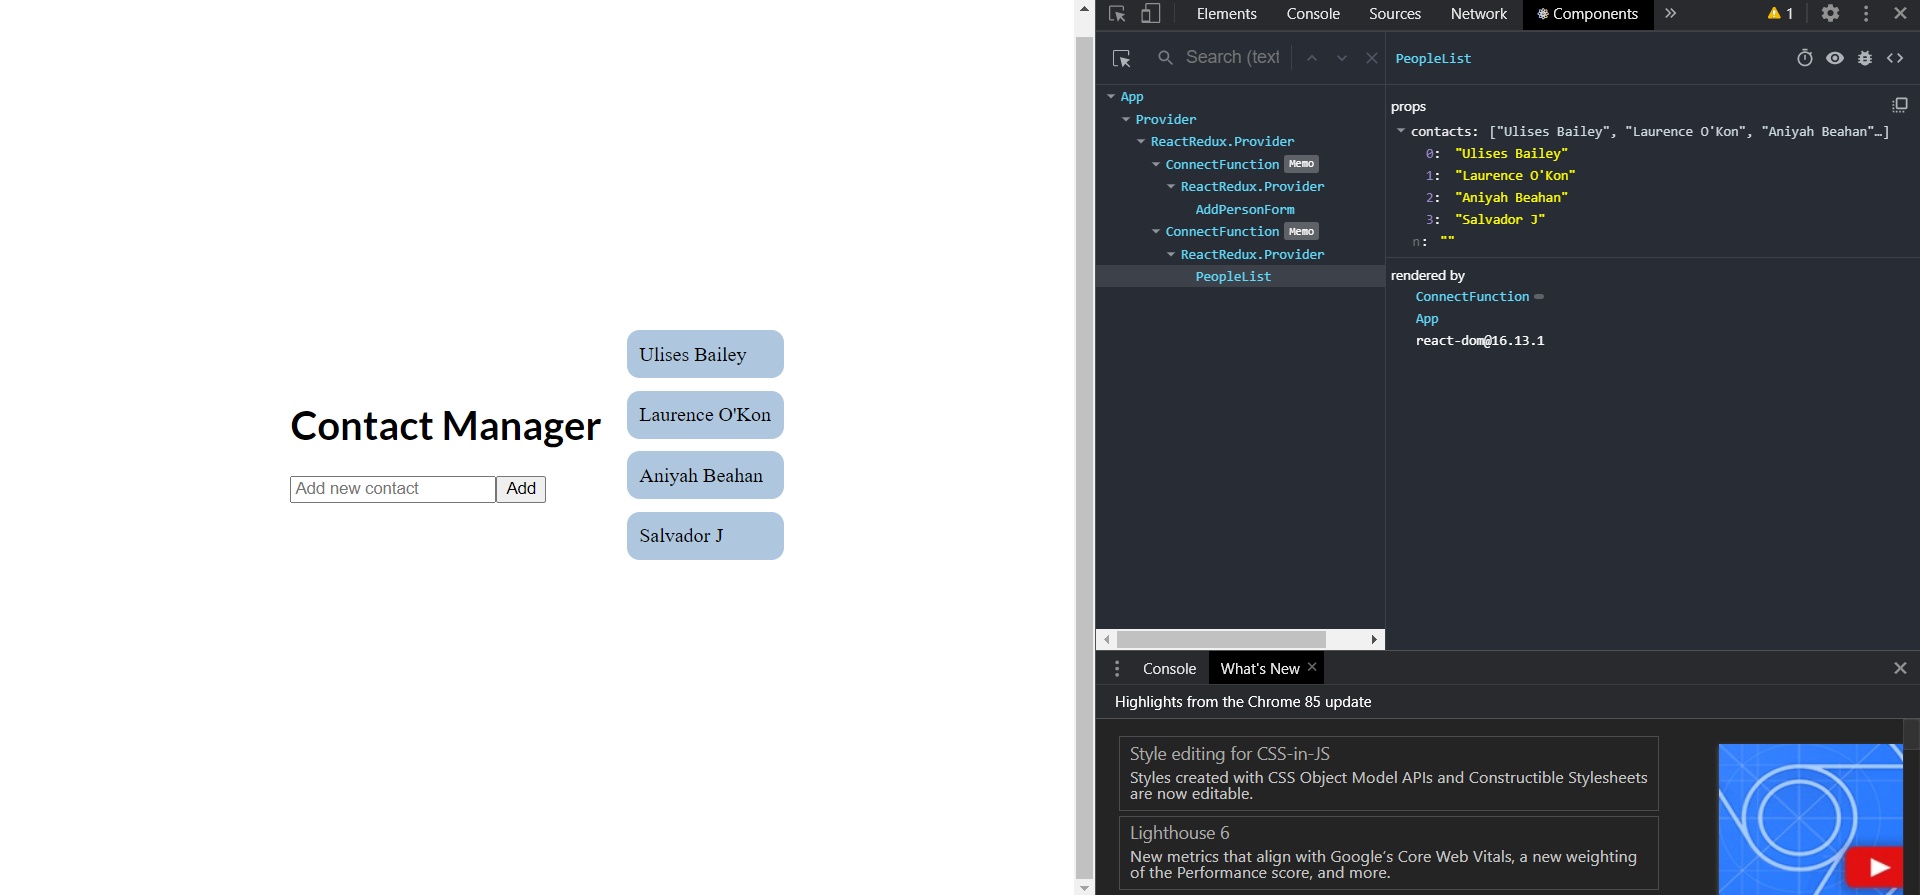 Contact Manager
Add new contact
Add
Ulises Bailey
Laurence O'Kon
Aniyah Beahan
Salvador J
Elements Console Sources Network Components 1
Search (text
App
Provider
ReactRedux.Provider
ConnectFunction Memo
ReactRedux.Provider
AddPersonForm
ConnectFunction Memo
ReactRedux.Provider
PeopleList
PeopleList
props
contacts: ["Ulises Bailey", "Laurence O'Kon", "Aniyah Beahan"…]
0: "Ulises Bailey"
1: "Laurence O'Kon"
2: "Aniyah Beahan"
3: "Salvador J"
n: ""
rendered by
ConnectFunction
App
react-dom@16.13.1
Console What's New
Highlights from the Chrome 85 update
Style editing for CSS-in-JS
Styles created with CSS Object Model APIs and Constructible Stylesheets
are now editable.
Lighthouse 6
New metrics that align with Google’s Core Web Vitals, a new weighting
of the Performance score, and more.